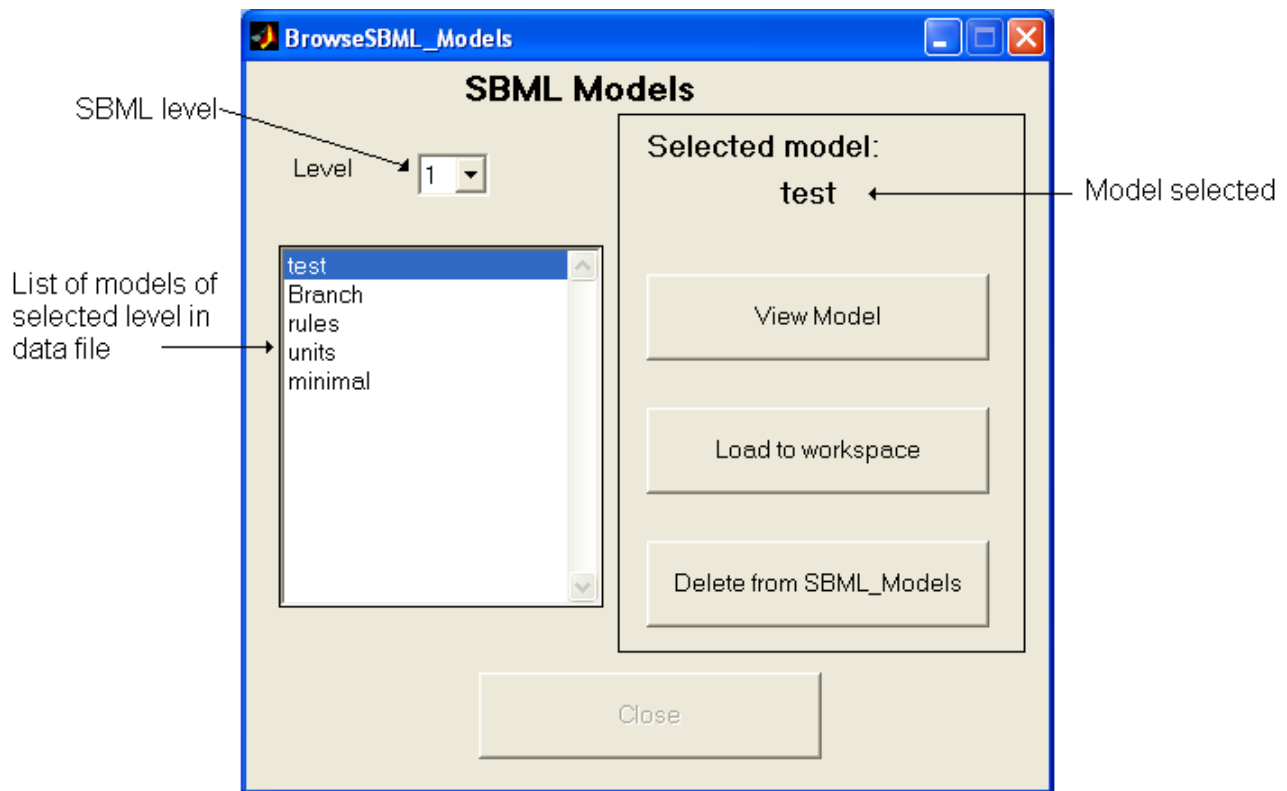 BrowseSBML_Models
SBML Models
SBML level
Level
1
Selected model:
test
Model selected
List of models of
selected level in
data file
test
Branch
rules
units
minimal
View Model
Load to workspace
Delete from SBML_Models
Close